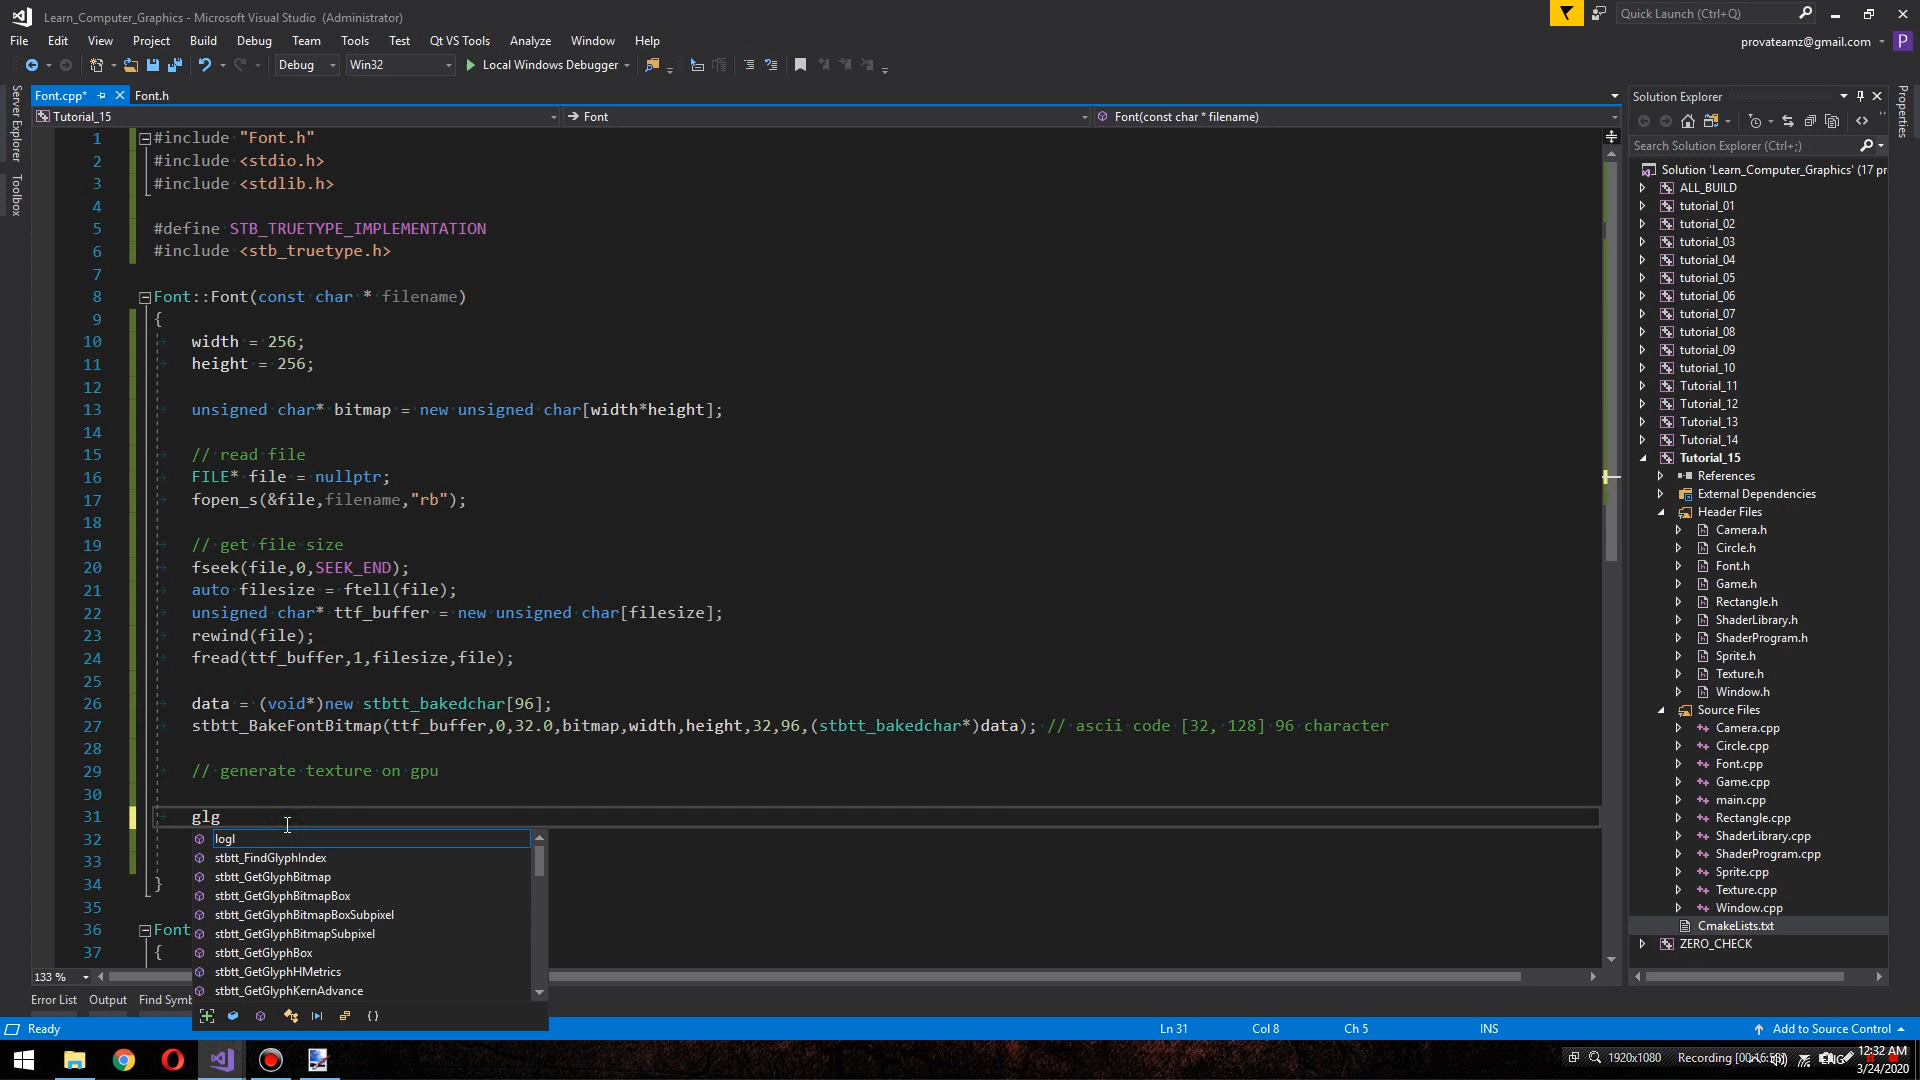 Learn_Computer_Graphics - Microsoft Visual Studio (Administrator)
Quick Launch (Ctrl+Q)
File Edit View Project Build Debug Team Tools Test Qt VS Tools Analyze Window Help
provateamz@gmail.com P
Debug Win32 Local Windows Debugger
Server Explorer
Toolbox
Font.cpp* Font.h
Tutorial_15 Font Font(const char * filename)
1 #include "Font.h"
2 #include <stdio.h>
3 #include <stdlib.h>
4
5 #define STB_TRUETYPE_IMPLEMENTATION
6 #include <stb_truetype.h>
7
8 Font::Font(const char * filename)
9 {
10 width = 256;
11 height = 256;
12
13 unsigned char* bitmap = new unsigned char[width*height];
14
15 // read file
16 FILE* file = nullptr;
17 fopen_s(&file,filename,"rb");
18
19 // get file size
20 fseek(file,0,SEEK_END);
21 auto filesize = ftell(file);
22 unsigned char* ttf_buffer = new unsigned char[filesize];
23 rewind(file);
24 fread(ttf_buffer,1,filesize,file);
25
26 data = (void*)new stbtt_bakedchar[96];
27 stbtt_BakeFontBitmap(ttf_buffer,0,32.0,bitmap,width,height,32,96,(stbtt_bakedchar*)data); // ascii code [32, 128] 96 character
28
29 // generate texture on gpu
30
31 glg
32
33
34 }
35
36 Font
37 {
logl
stbtt_FindGlyphIndex
stbtt_GetGlyphBitmap
stbtt_GetGlyphBitmapBox
stbtt_GetGlyphBitmapBoxSubpixel
stbtt_GetGlyphBitmapSubpixel
stbtt_GetGlyphBox
stbtt_GetGlyphHMetrics
stbtt_GetGlyphKernAdvance
133 %
Error List Output Find Symb
Solution Explorer
Properties
Search Solution Explorer (Ctrl+;)
Solution 'Learn_Computer_Graphics' (17 pr
ALL_BUILD
tutorial_01
tutorial_02
tutorial_03
tutorial_04
tutorial_05
tutorial_06
tutorial_07
tutorial_08
tutorial_09
tutorial_10
Tutorial_11
Tutorial_12
Tutorial_13
Tutorial_14
Tutorial_15
References
External Dependencies
Header Files
Camera.h
Circle.h
Font.h
Game.h
Rectangle.h
ShaderLibrary.h
ShaderProgram.h
Sprite.h
Texture.h
Window.h
Source Files
Camera.cpp
Circle.cpp
Font.cpp
Game.cpp
main.cpp
Rectangle.cpp
ShaderLibrary.cpp
ShaderProgram.cpp
Sprite.cpp
Texture.cpp
Window.cpp
CmakeLists.txt
ZERO_CHECK
Ready Ln 31 Col 8 Ch 5 INS Add to Source Control
1920x1080 Recording ENG 12:32 AM
3/24/2020